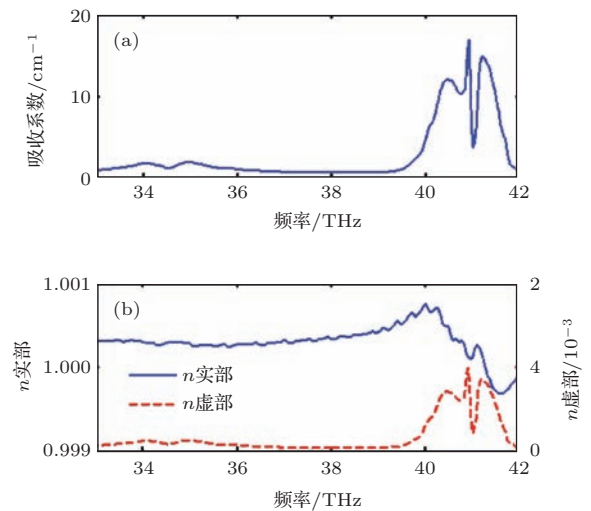 20
(a)
10
0
吸收系数/cm⁻¹
34 36 38 40 42
频率/THz
1.001 2
(b)
1.000 4
n实部
n虚部
0.999 0
n实部
n虚部/10⁻³
34 36 38 40 42
频率/THz